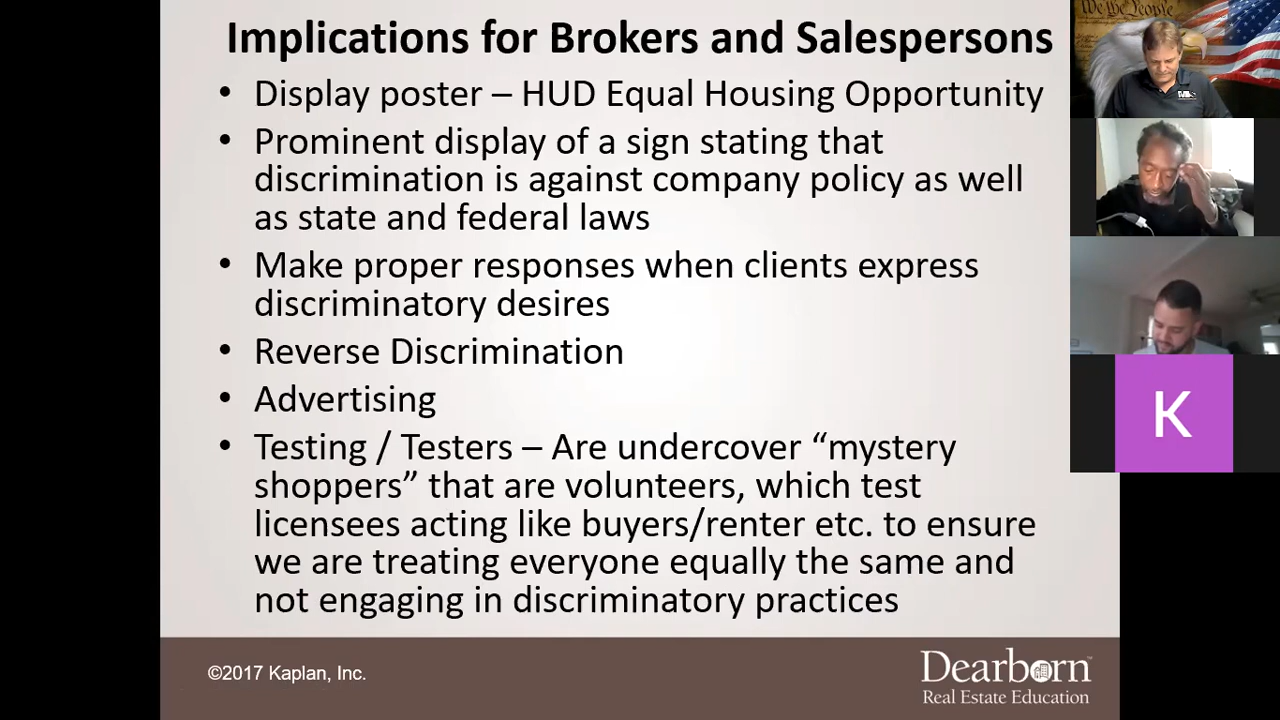 Implications for Brokers and Salespersons
• Display poster – HUD Equal Housing Opportunity
• Prominent display of a sign stating that
discrimination is against company policy as well
as state and federal laws
• Make proper responses when clients express
discriminatory desires
• Reverse Discrimination
• Advertising
• Testing / Testers – Are undercover “mystery
shoppers” that are volunteers, which test
licensees acting like buyers/renter etc. to ensure
we are treating everyone equally the same and
not engaging in discriminatory practices
©2017 Kaplan, Inc.
Dearborn™
Real Estate Education
We the People
K